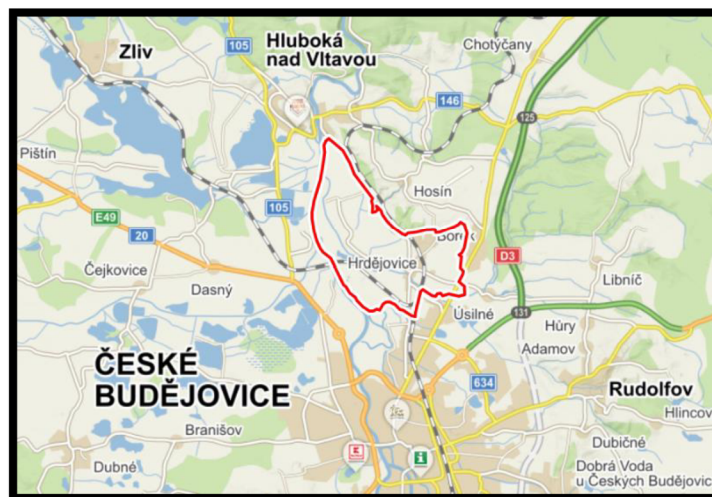 Zliv
105
Hluboká
nad Vltavou
Chotýčany
146
125
Pištín
Hosín
E49
20
105
Borek
D3
Hrdějovice
Čejkovice
Dasný
Libníč
Úsilné
131
Hůry
Adamov
ČESKÉ
BUDĚJOVICE
634
Rudolfov
Hlincov
Branišov
Dubičné
Dubné
Dobrá Voda
u Českých Budějovic